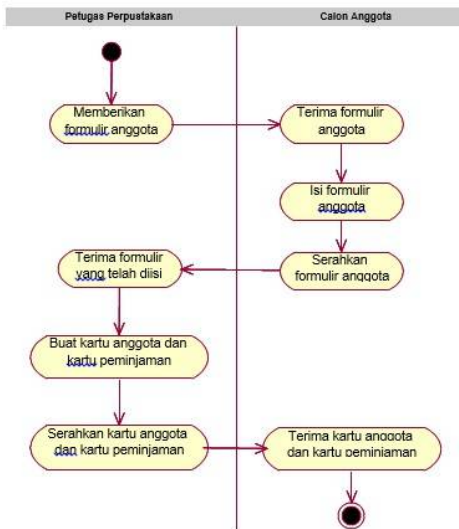 Petugas Perpustakaan
Calon Anggota
Memberikan
formulir anggota
Terima formulir
anggota
Isi formulir
anggota
Serahkan
formulir anggota
Terima formulir
yang telah diisi
Buat kartu anggota dan
kartu peminjaman
Serahkan kartu anggota
dan kartu peminjaman
Terima kartu anggota
dan kartu peminjaman